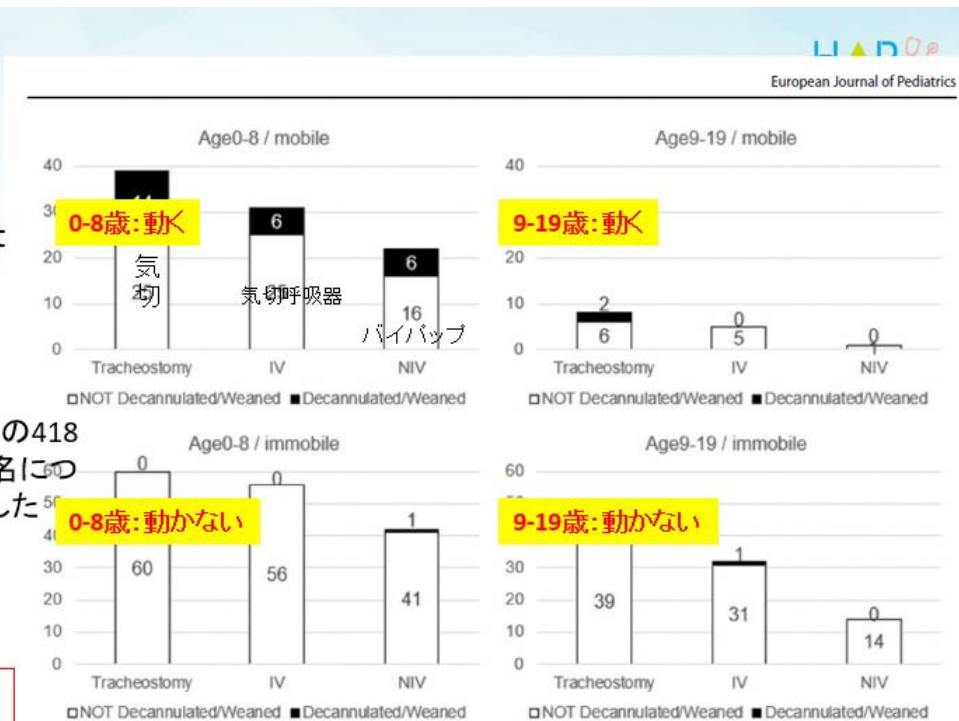 European Journal of Pediatrics
Age0-8 / mobile
40
0-8歳:動く
20
10
0
6
6
16
気切
気切呼吸器
バイパップ
Tracheostomy IV NIV
□NOT Decannulated/Weaned ■Decannulated/Weaned
Age9-19 / mobile
40
9-19歳:動く
20
10
0
2 0 0
6 5
Tracheostomy IV NIV
□NOT Decannulated/Weaned ■Decannulated/Weaned
の418
名につ
した
Age0-8 / immobile
60
0-8歳:動かない
30
20
10
0
0 0 1
60 56 41
Tracheostomy IV NIV
□NOT Decannulated/Weaned ■Decannulated/Weaned
Age9-19 / immobile
60
9-19歳:動かない
30
20
10
0
1 0
39 31 14
Tracheostomy IV NIV
□NOT Decannulated/Weaned ■Decannulated/Weaned